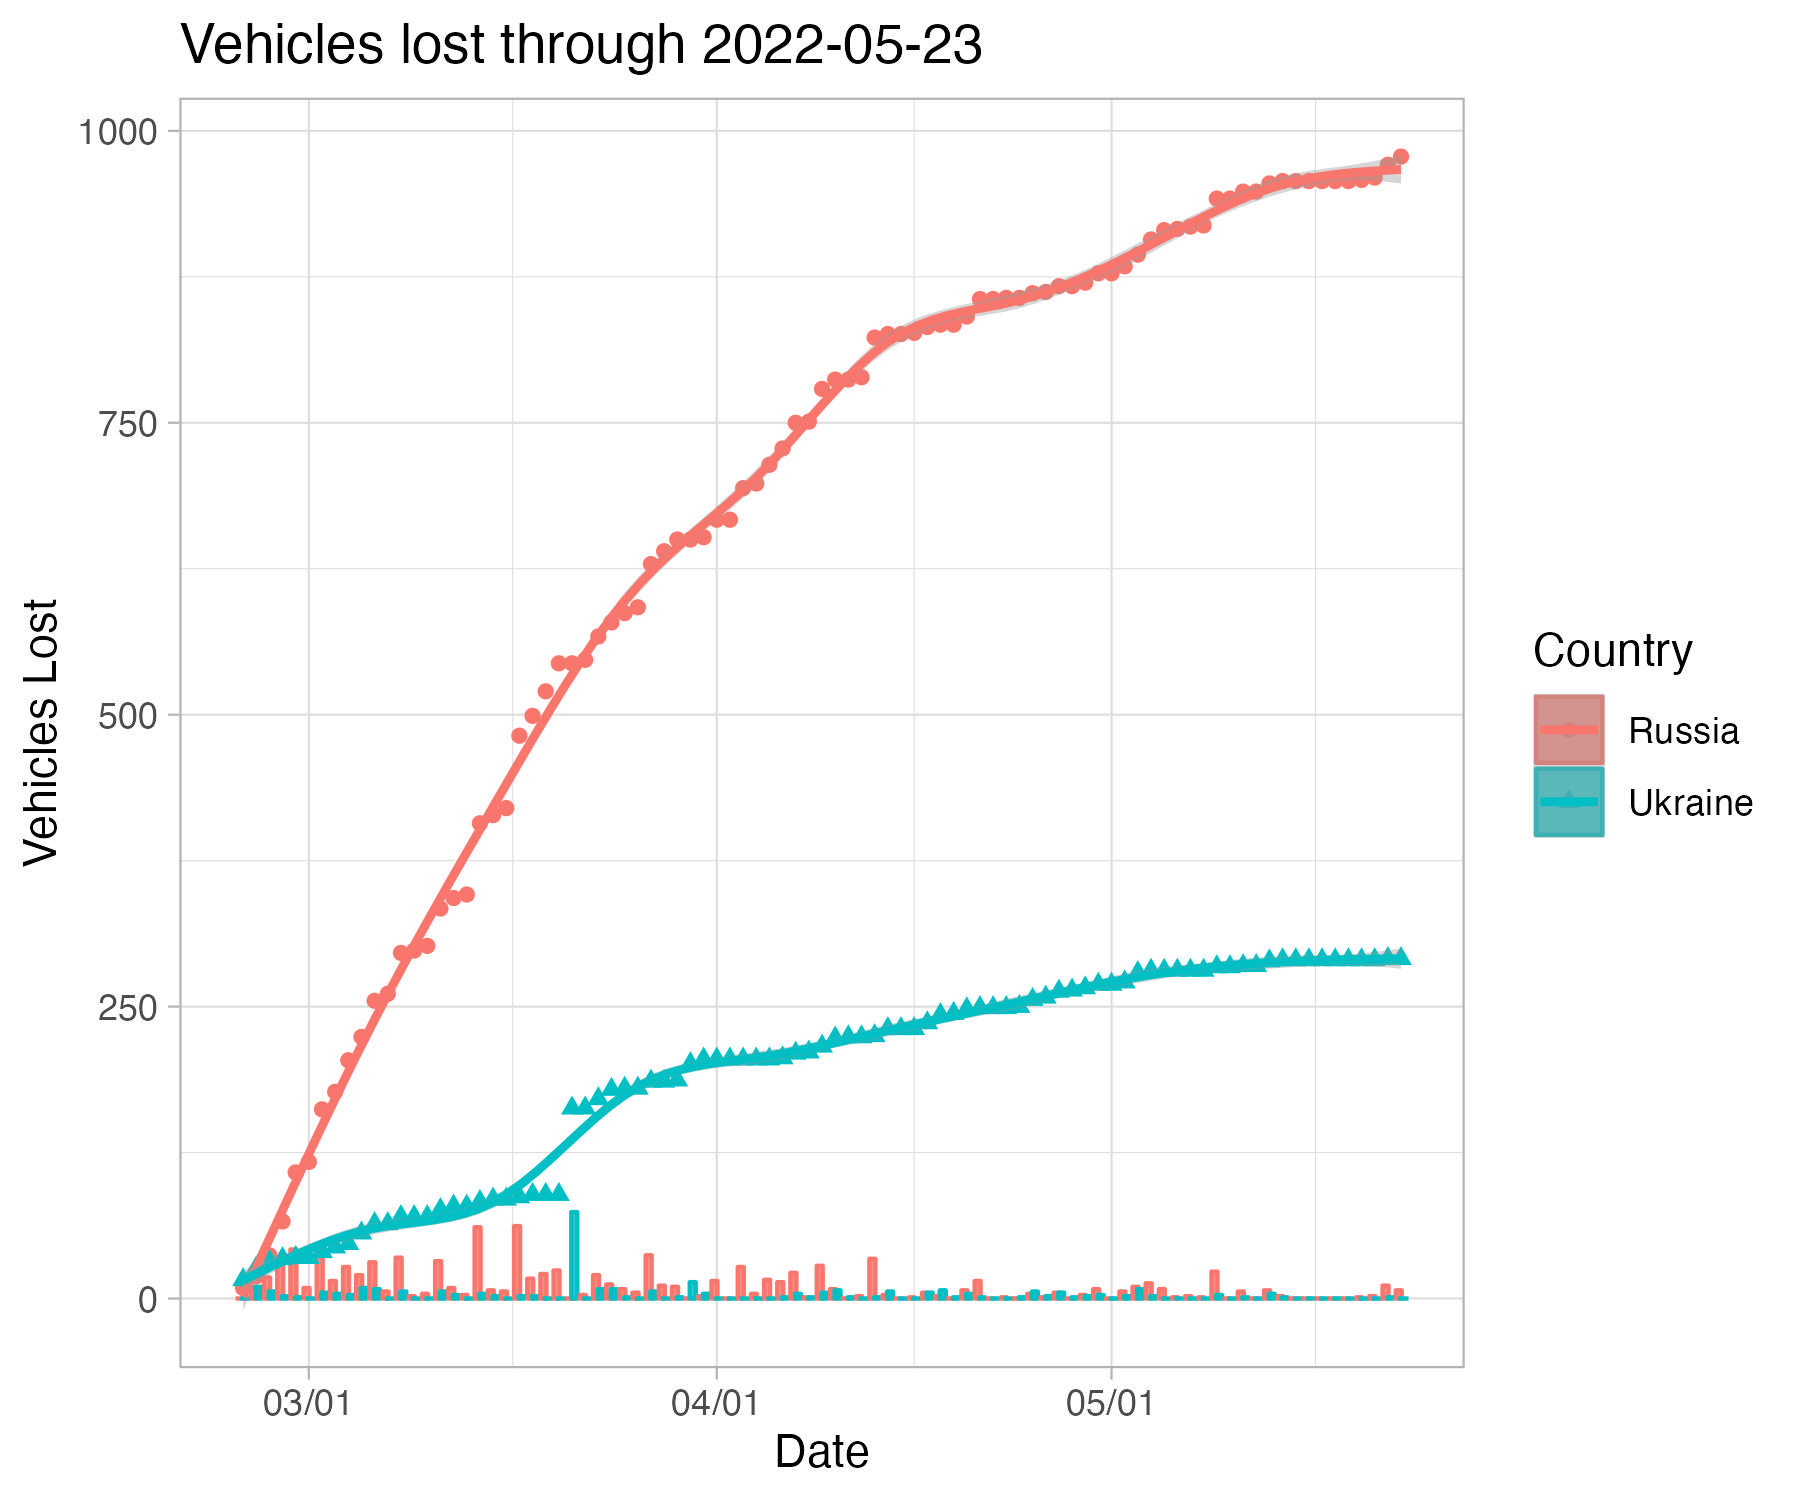 Vehicles lost through 2022-05-23
Vehicles Lost
1000
750
500
250
0
03/01 04/01 05/01
Date
Country
Russia
Ukraine